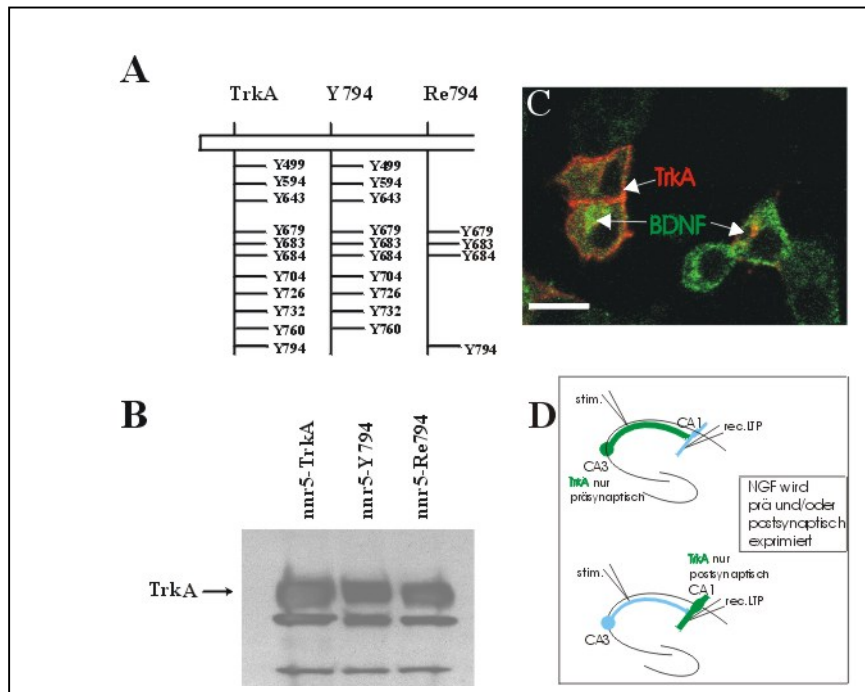 A
TrkA Y794 Re794
Y499 Y499
Y594 Y594
Y643 Y643
Y679 Y679 Y679
Y683 Y683 Y683
Y684 Y684 Y684
Y704 Y704
Y726 Y726
Y732 Y732
Y760 Y760
Y794 Y794
B
nnr5-TrkA
nnr5-Y794
nnr5-Re794
TrkA
C
TrkA
BDNF
D
stim.
CA1
rec.LTP
CA3
TrkA nur
präsynaptisch
NGF wird
prä und/oder
postsynaptisch
exprimiert
TrkA nur
postsynaptisch
CA1
stim.
rec.LTP
CA3